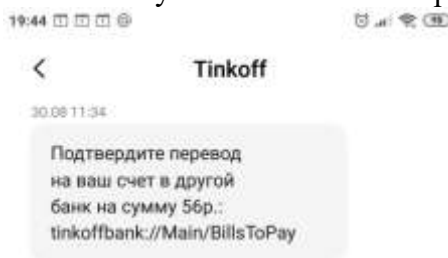 19:44
Tinkoff
30.08 11:34
Подтвердите перевод
на ваш счет в другой
банк на сумму 56р.:
tinkoffbank://Main/BillsToPay